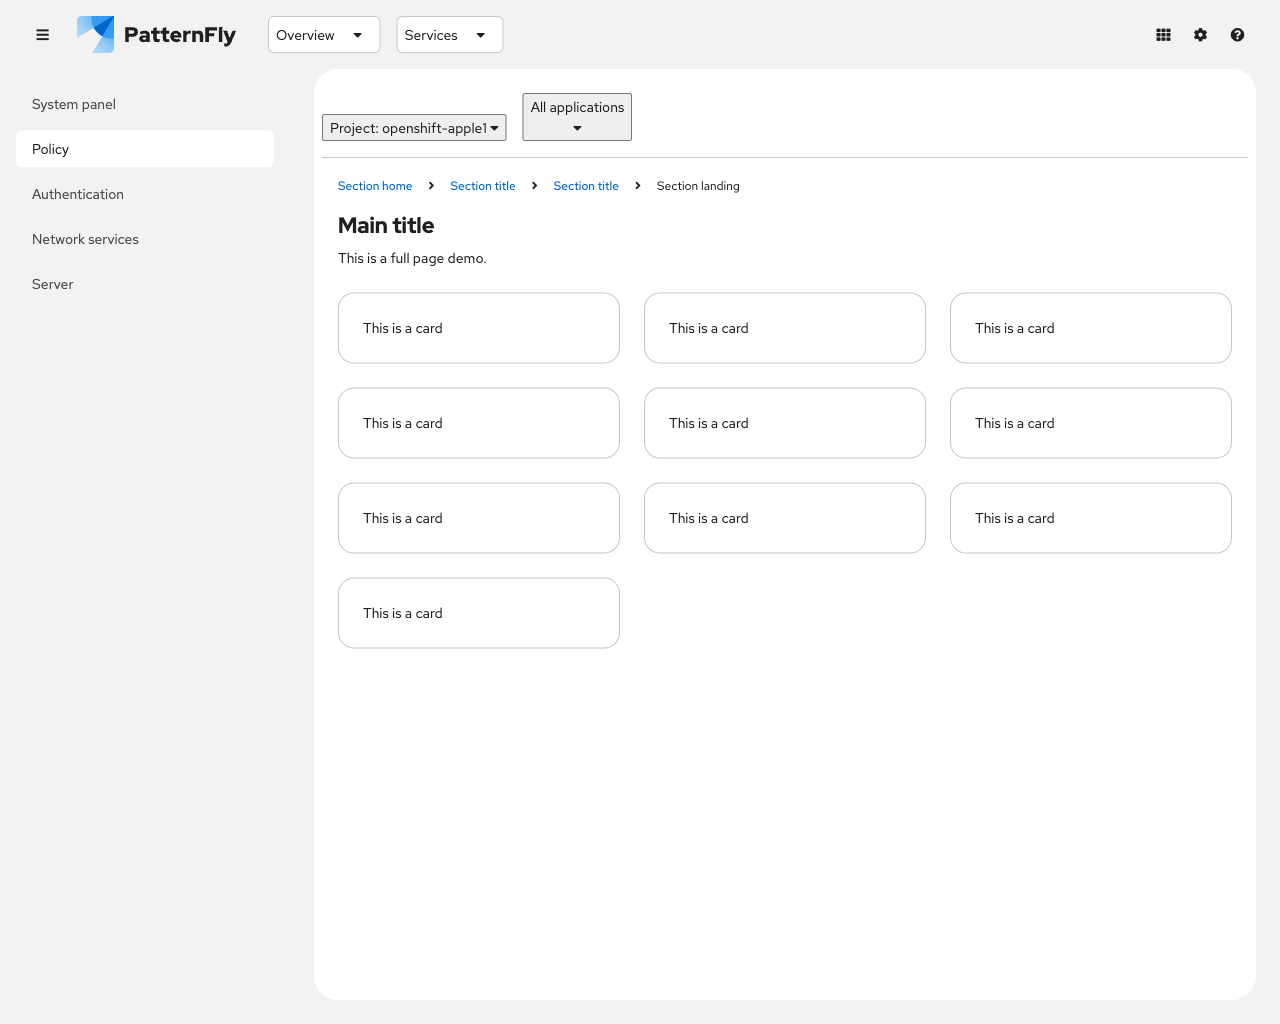 PatternFly
Overview
Services
System panel
Policy
Authentication
Network services
Server
Project: openshift-apple1
All applications
Section home
Section title
Section title
Section landing
Main title
This is a full page demo.
This is a card
This is a card
This is a card
This is a card
This is a card
This is a card
This is a card
This is a card
This is a card
This is a card